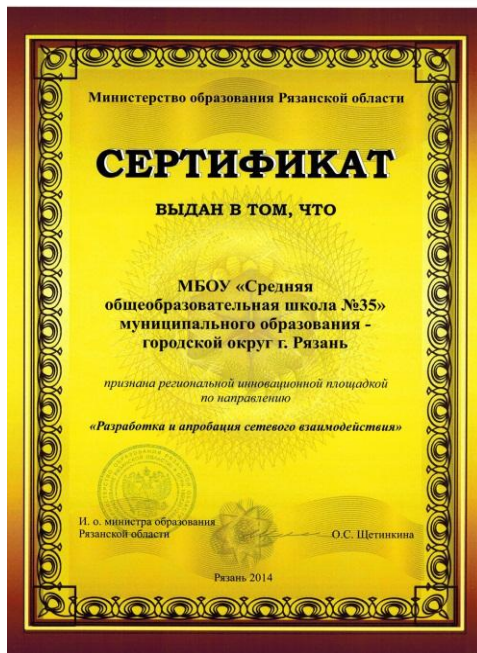 Министерство образования Рязанской области
СЕРТИФИКАТ
ВЫДАН В ТОМ, ЧТО
МБОУ «Средняя
общеобразовательная школа №35»
муниципального образования -
городской округ г. Рязань
признана региональной инновационной площадкой
по направлению
«Разработка и апробация сетевого взаимодействия»
И. о. министра образования
Рязанской области
О.С. Щетинкина
Рязань 2014